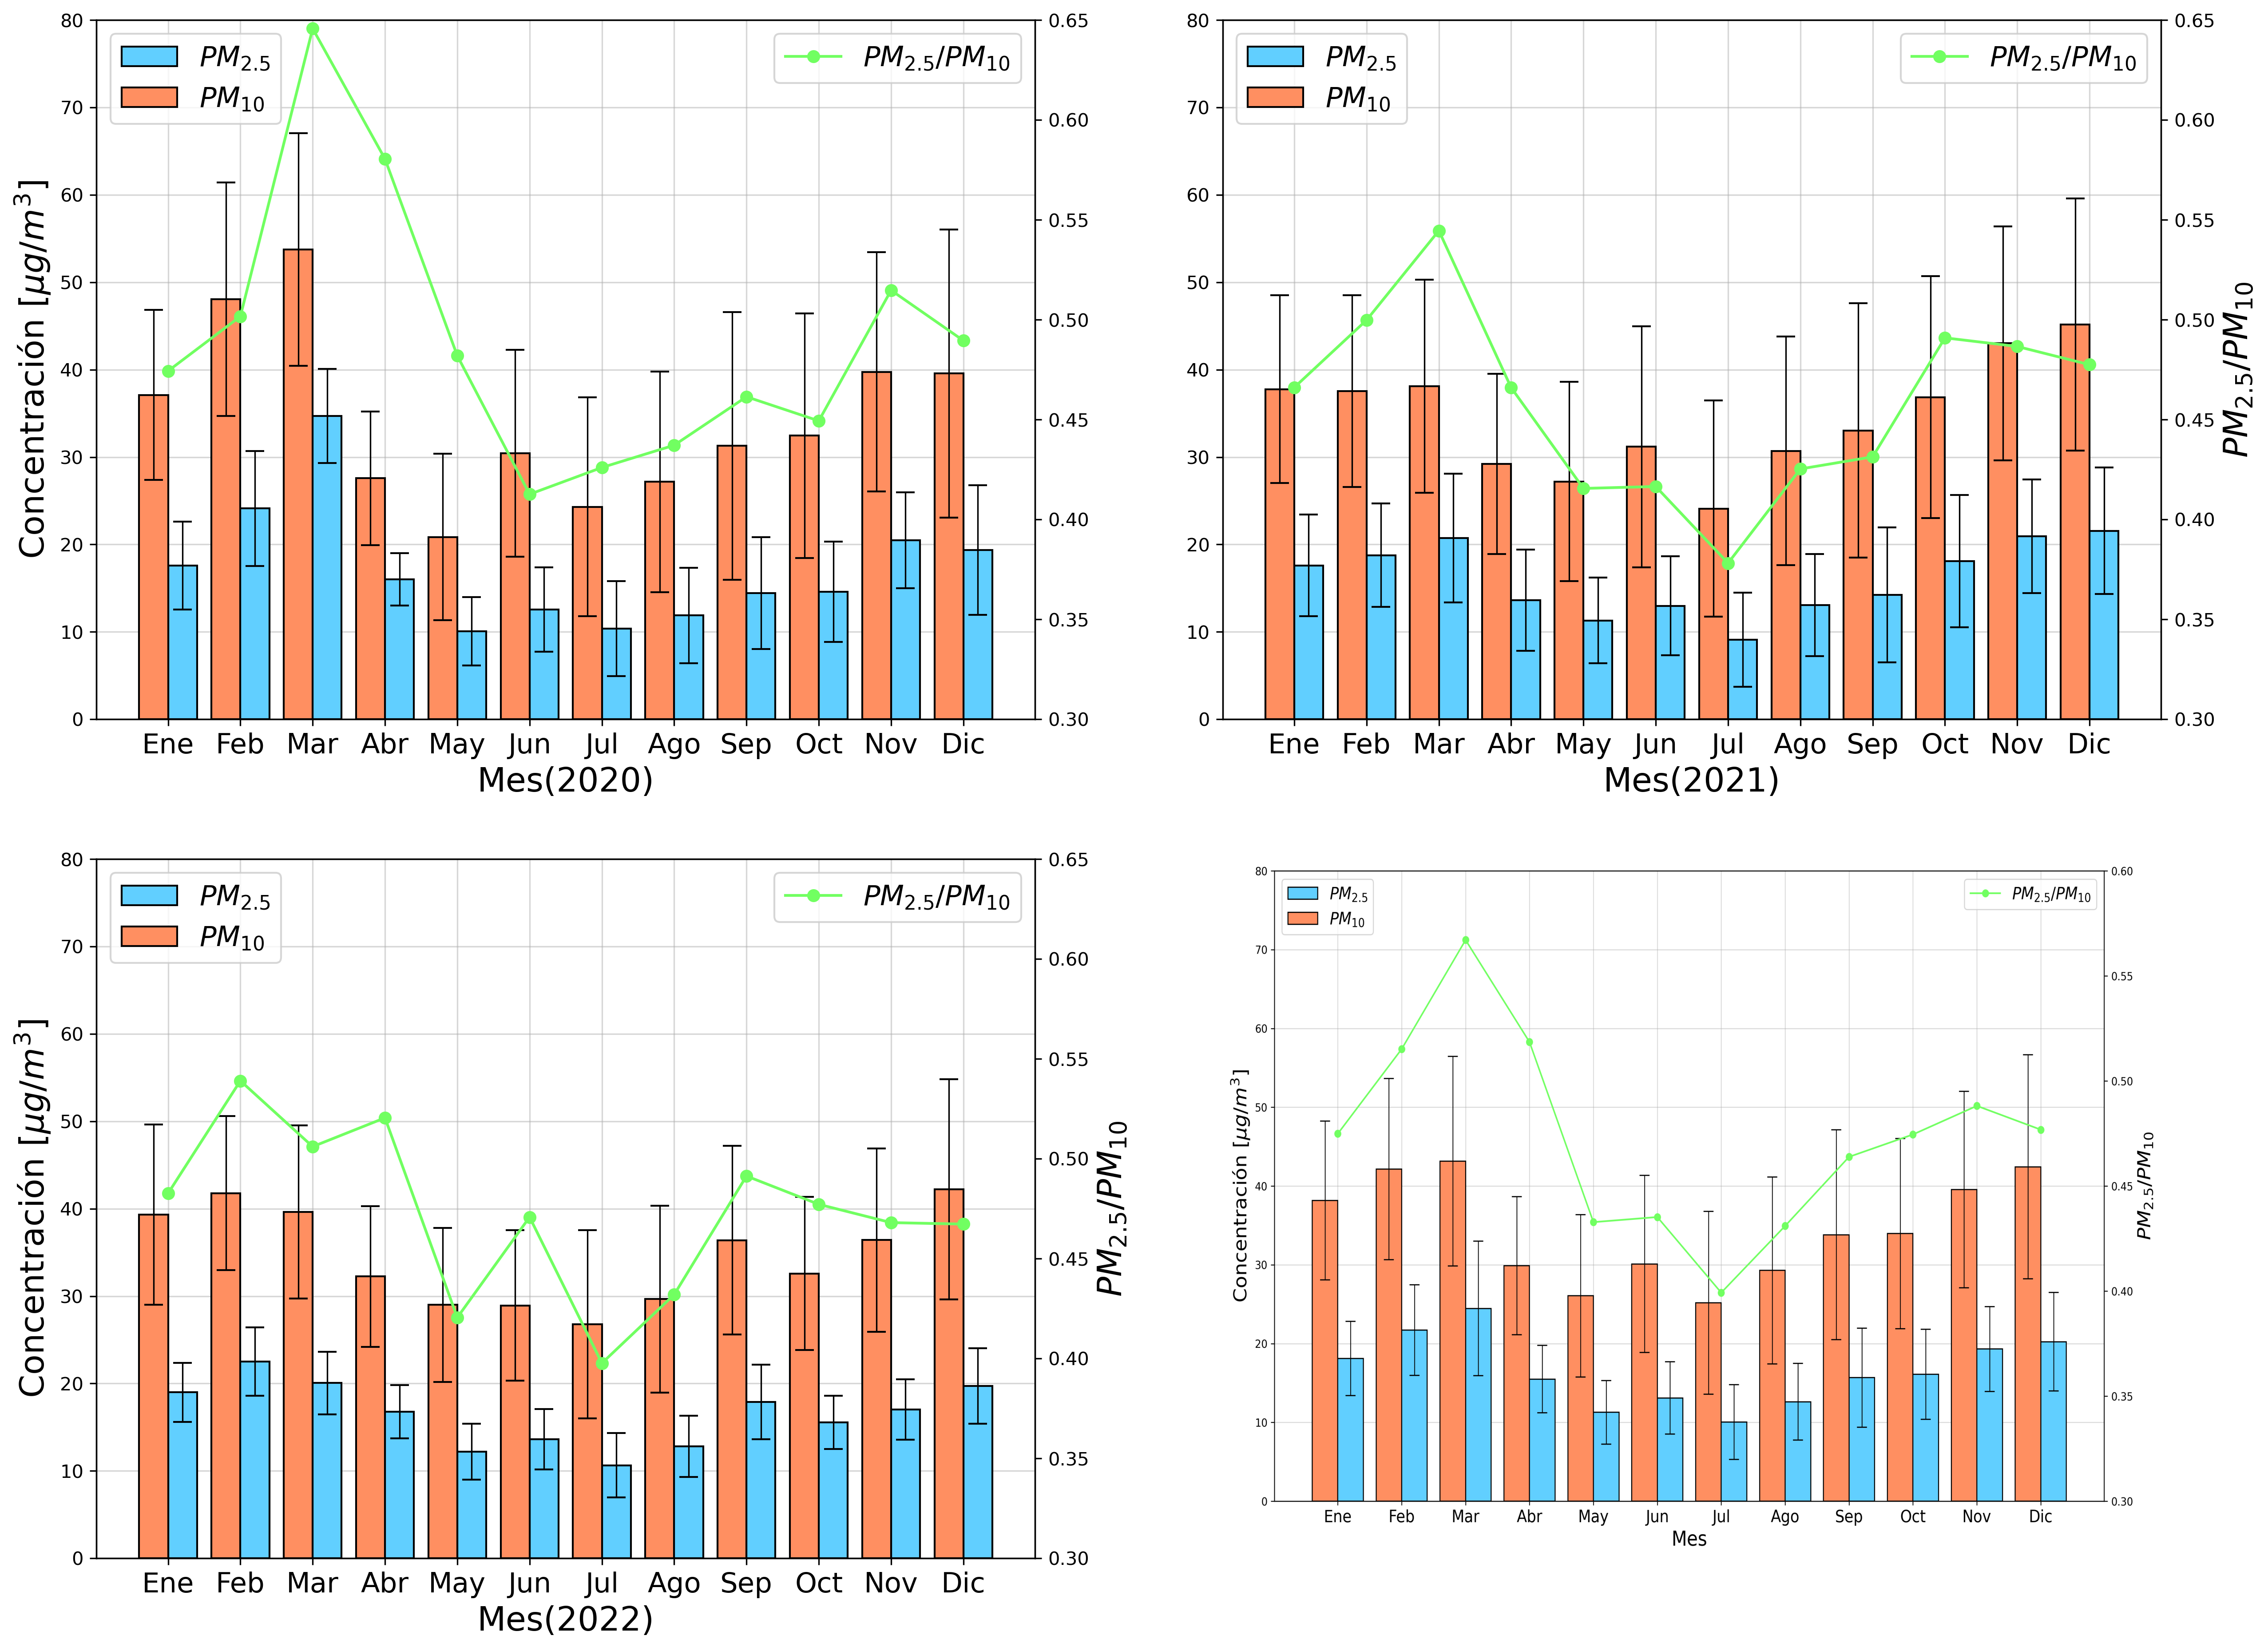 80
70
60
50
40
30
20
10
0
Concentración [µg/m³]
PM₂.₅
PM₁₀
PM₂.₅/PM₁₀
0.65
0.60
0.55
0.50
0.45
0.40
0.35
0.30
Ene Feb Mar Abr May Jun Jul Ago Sep Oct Nov Dic
Mes(2020)
80
70
60
50
40
30
20
10
0
PM₂.₅
PM₁₀
PM₂.₅/PM₁₀
0.65
0.60
0.55
0.50
0.45
0.40
0.35
0.30
PM₂.₅/PM₁₀
Ene Feb Mar Abr May Jun Jul Ago Sep Oct Nov Dic
Mes(2021)
80
70
60
50
40
30
20
10
0
Concentración [µg/m³]
PM₂.₅
PM₁₀
PM₂.₅/PM₁₀
0.65
0.60
0.55
0.50
0.45
0.40
0.35
0.30
PM₂.₅/PM₁₀
Ene Feb Mar Abr May Jun Jul Ago Sep Oct Nov Dic
Mes(2022)
80
70
60
50
40
30
20
10
0
Concentración [µg/m³]
PM₂.₅
PM₁₀
PM₂.₅/PM₁₀
0.60
0.55
0.50
0.45
0.40
0.35
0.30
PM₂.₅/PM₁₀
Ene Feb Mar Abr May Jun Jul Ago Sep Oct Nov Dic
Mes